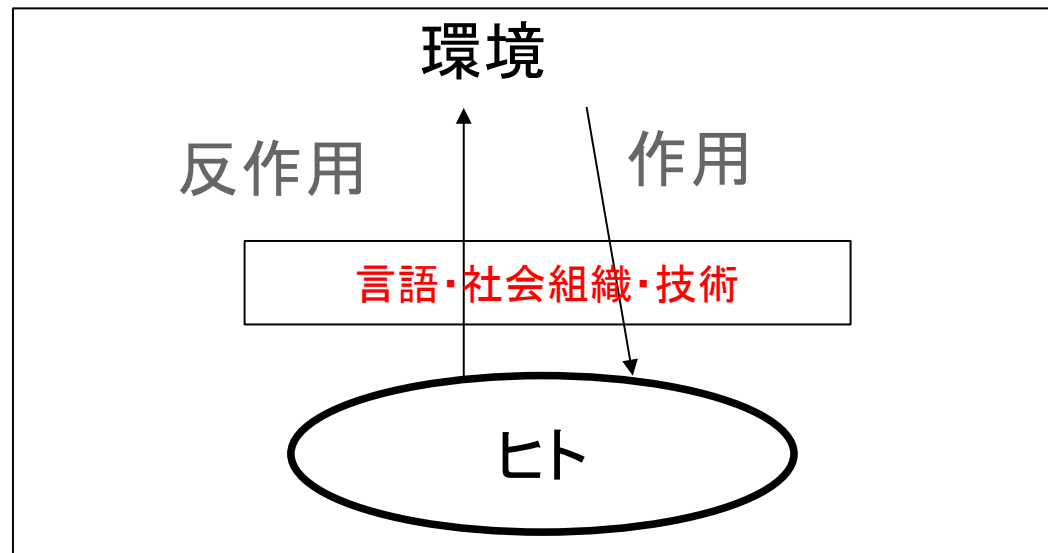 環境
反作用
作用
言語・社会組織・技術
ヒト